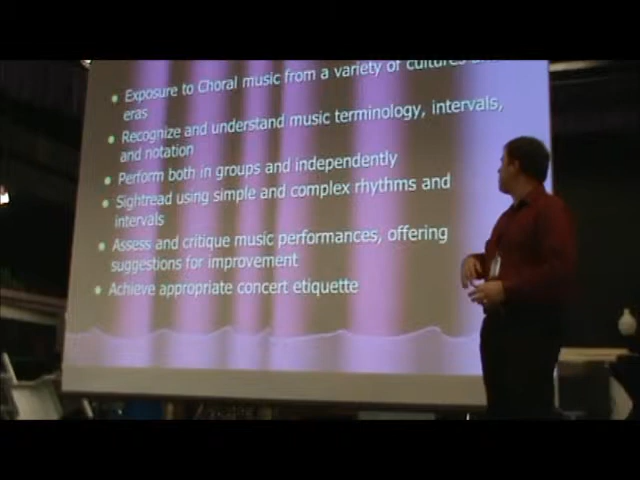 Exposure to Choral music from a variety of cultures
eras
Recognize and understand music terminology, intervals,
and notation
Perform both in groups and independently
Sightread using simple and complex rhythms and
intervals
Assess and critique music performances, offering
suggestions for improvement
Achieve appropriate concert etiquette